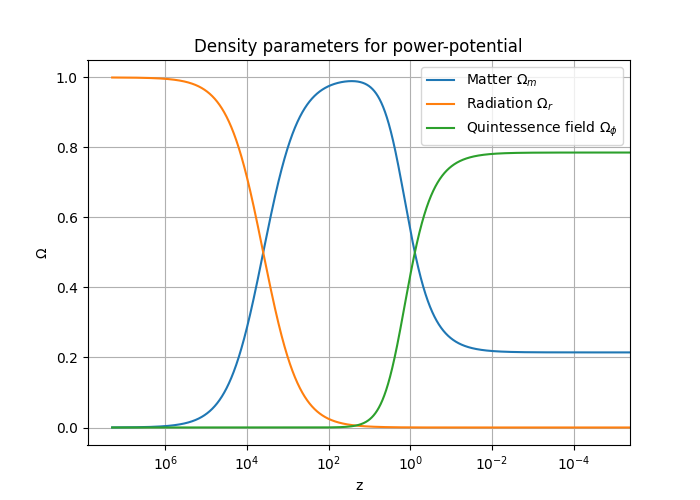 Density parameters for power-potential
Matter Ω_m
Radiation Ω_r
Quintessence field Ω_ϕ
Ω
1.0
0.8
0.6
0.4
0.2
0.0
10^6 10^4 10^2 10^0 10^−2 10^−4
z